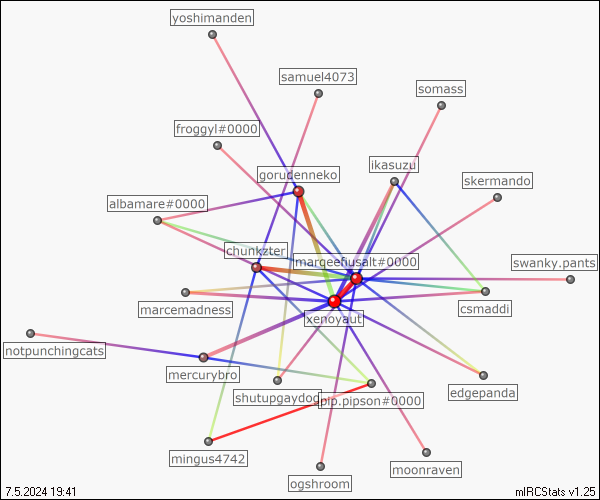 yoshimanden
samuel4073
somass
froggyl#0000
ikasuzu
gorudenneko
skermando
albamare#0000
chunkzter
marqeefiusalt#0000
swanky.pants
marcemadness
csmaddi
xenoyaut
notpunchingcats
mercurybro
edgepanda
shutupgaydog
pip.pipson#0000
mingus4742
moonraven
ogshroom
7.5.2024 19:41
mIRCStats v1.25